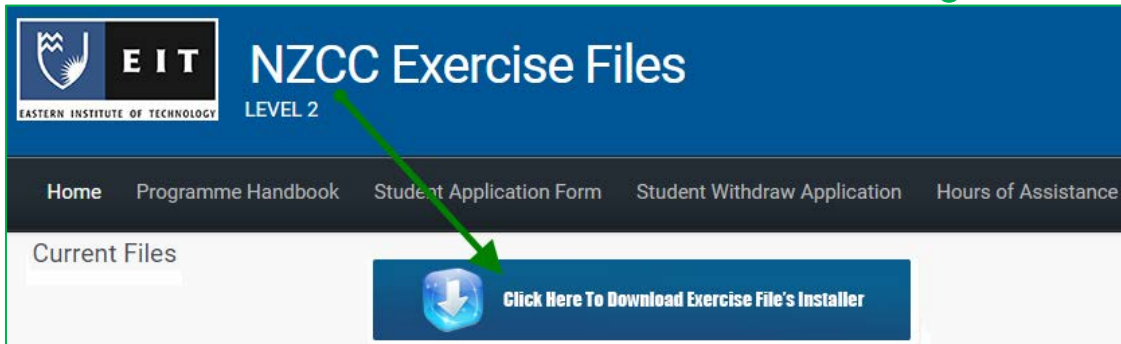 EIT
EASTERN INSTITUTE OF TECHNOLOGY
NZCC Exercise Files
LEVEL 2
Home Programme Handbook Student Application Form Student Withdraw Application Hours of Assistance
Current Files
Click Here To Download Exercise File's Installer